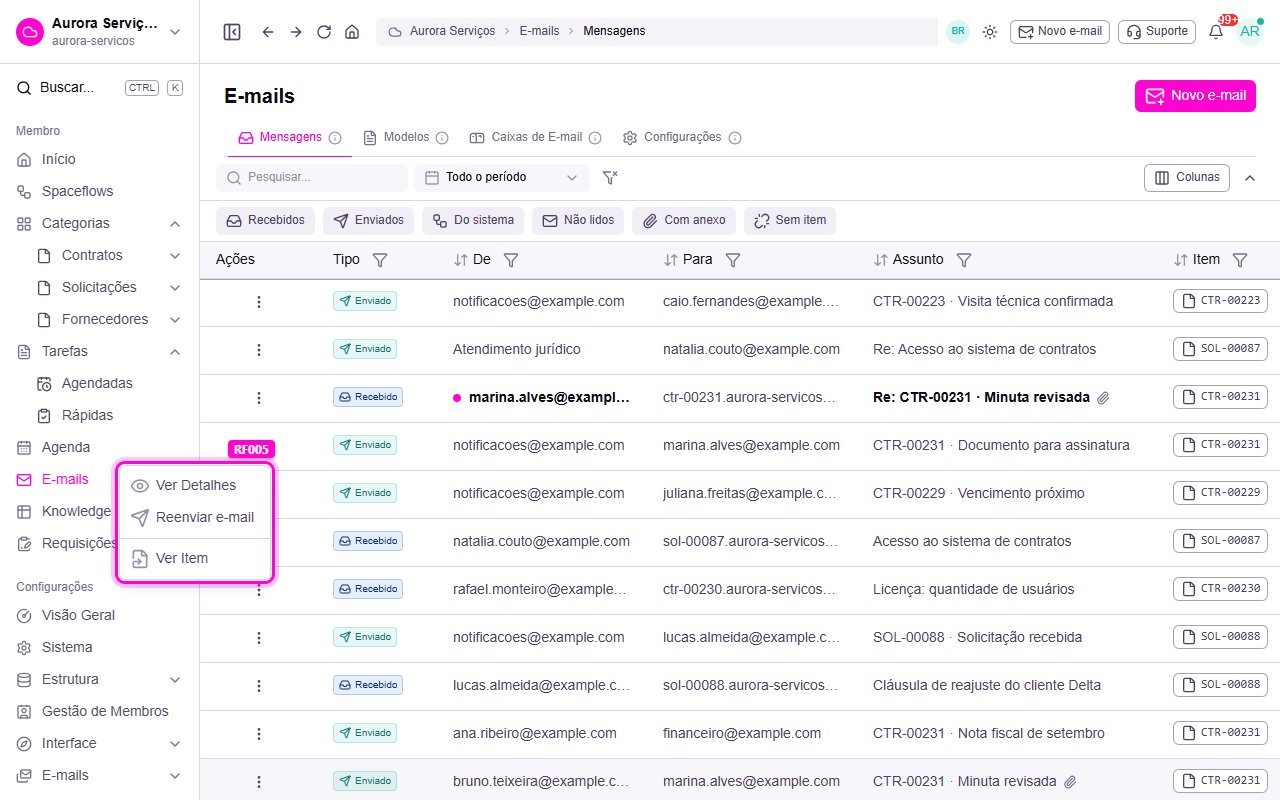 Aurora Serviç...
aurora-servicos
Aurora Serviços > E-mails > Mensagens
BR
Novo e-mail
Suporte
99+
AR
Buscar... CTRL K
Membro
Início
Spaceflows
Categorias
Contratos
Solicitações
Fornecedores
Tarefas
Agendadas
Rápidas
Agenda
E-mails
Knowledge
Requisições
Configurações
Visão Geral
Sistema
Estrutura
Gestão de Membros
Interface
E-mails
E-mails
Novo e-mail
Mensagens Modelos Caixas de E-mail Configurações
Pesquisar... Todo o período Colunas
Recebidos Enviados Do sistema Não lidos Com anexo Sem item
Ações Tipo De Para Assunto Item
Enviado notificacoes@example.com caio.fernandes@example.... CTR-00223 · Visita técnica confirmada CTR-00223
Enviado Atendimento jurídico natalia.couto@example.com Re: Acesso ao sistema de contratos SOL-00087
Recebido marina.alves@exampl... ctr-00231.aurora-servicos... Re: CTR-00231 · Minuta revisada CTR-00231
Enviado notificacoes@example.com marina.alves@example.com CTR-00231 · Documento para assinatura CTR-00231
Enviado notificacoes@example.com juliana.freitas@example.c... CTR-00229 · Vencimento próximo CTR-00229
Recebido natalia.couto@example.com sol-00087.aurora-servicos... Acesso ao sistema de contratos SOL-00087
Recebido rafael.monteiro@example... ctr-00230.aurora-servicos... Licença: quantidade de usuários CTR-00230
Enviado notificacoes@example.com lucas.almeida@example.c... SOL-00088 · Solicitação recebida SOL-00088
Recebido lucas.almeida@example.c... sol-00088.aurora-servicos... Cláusula de reajuste do cliente Delta SOL-00088
Enviado ana.ribeiro@example.com financeiro@example.com CTR-00231 · Nota fiscal de setembro CTR-00231
Enviado bruno.teixeira@example.c... marina.alves@example.com CTR-00231 · Minuta revisada CTR-00231
RF005
Ver Detalhes
Reenviar e-mail
Ver Item